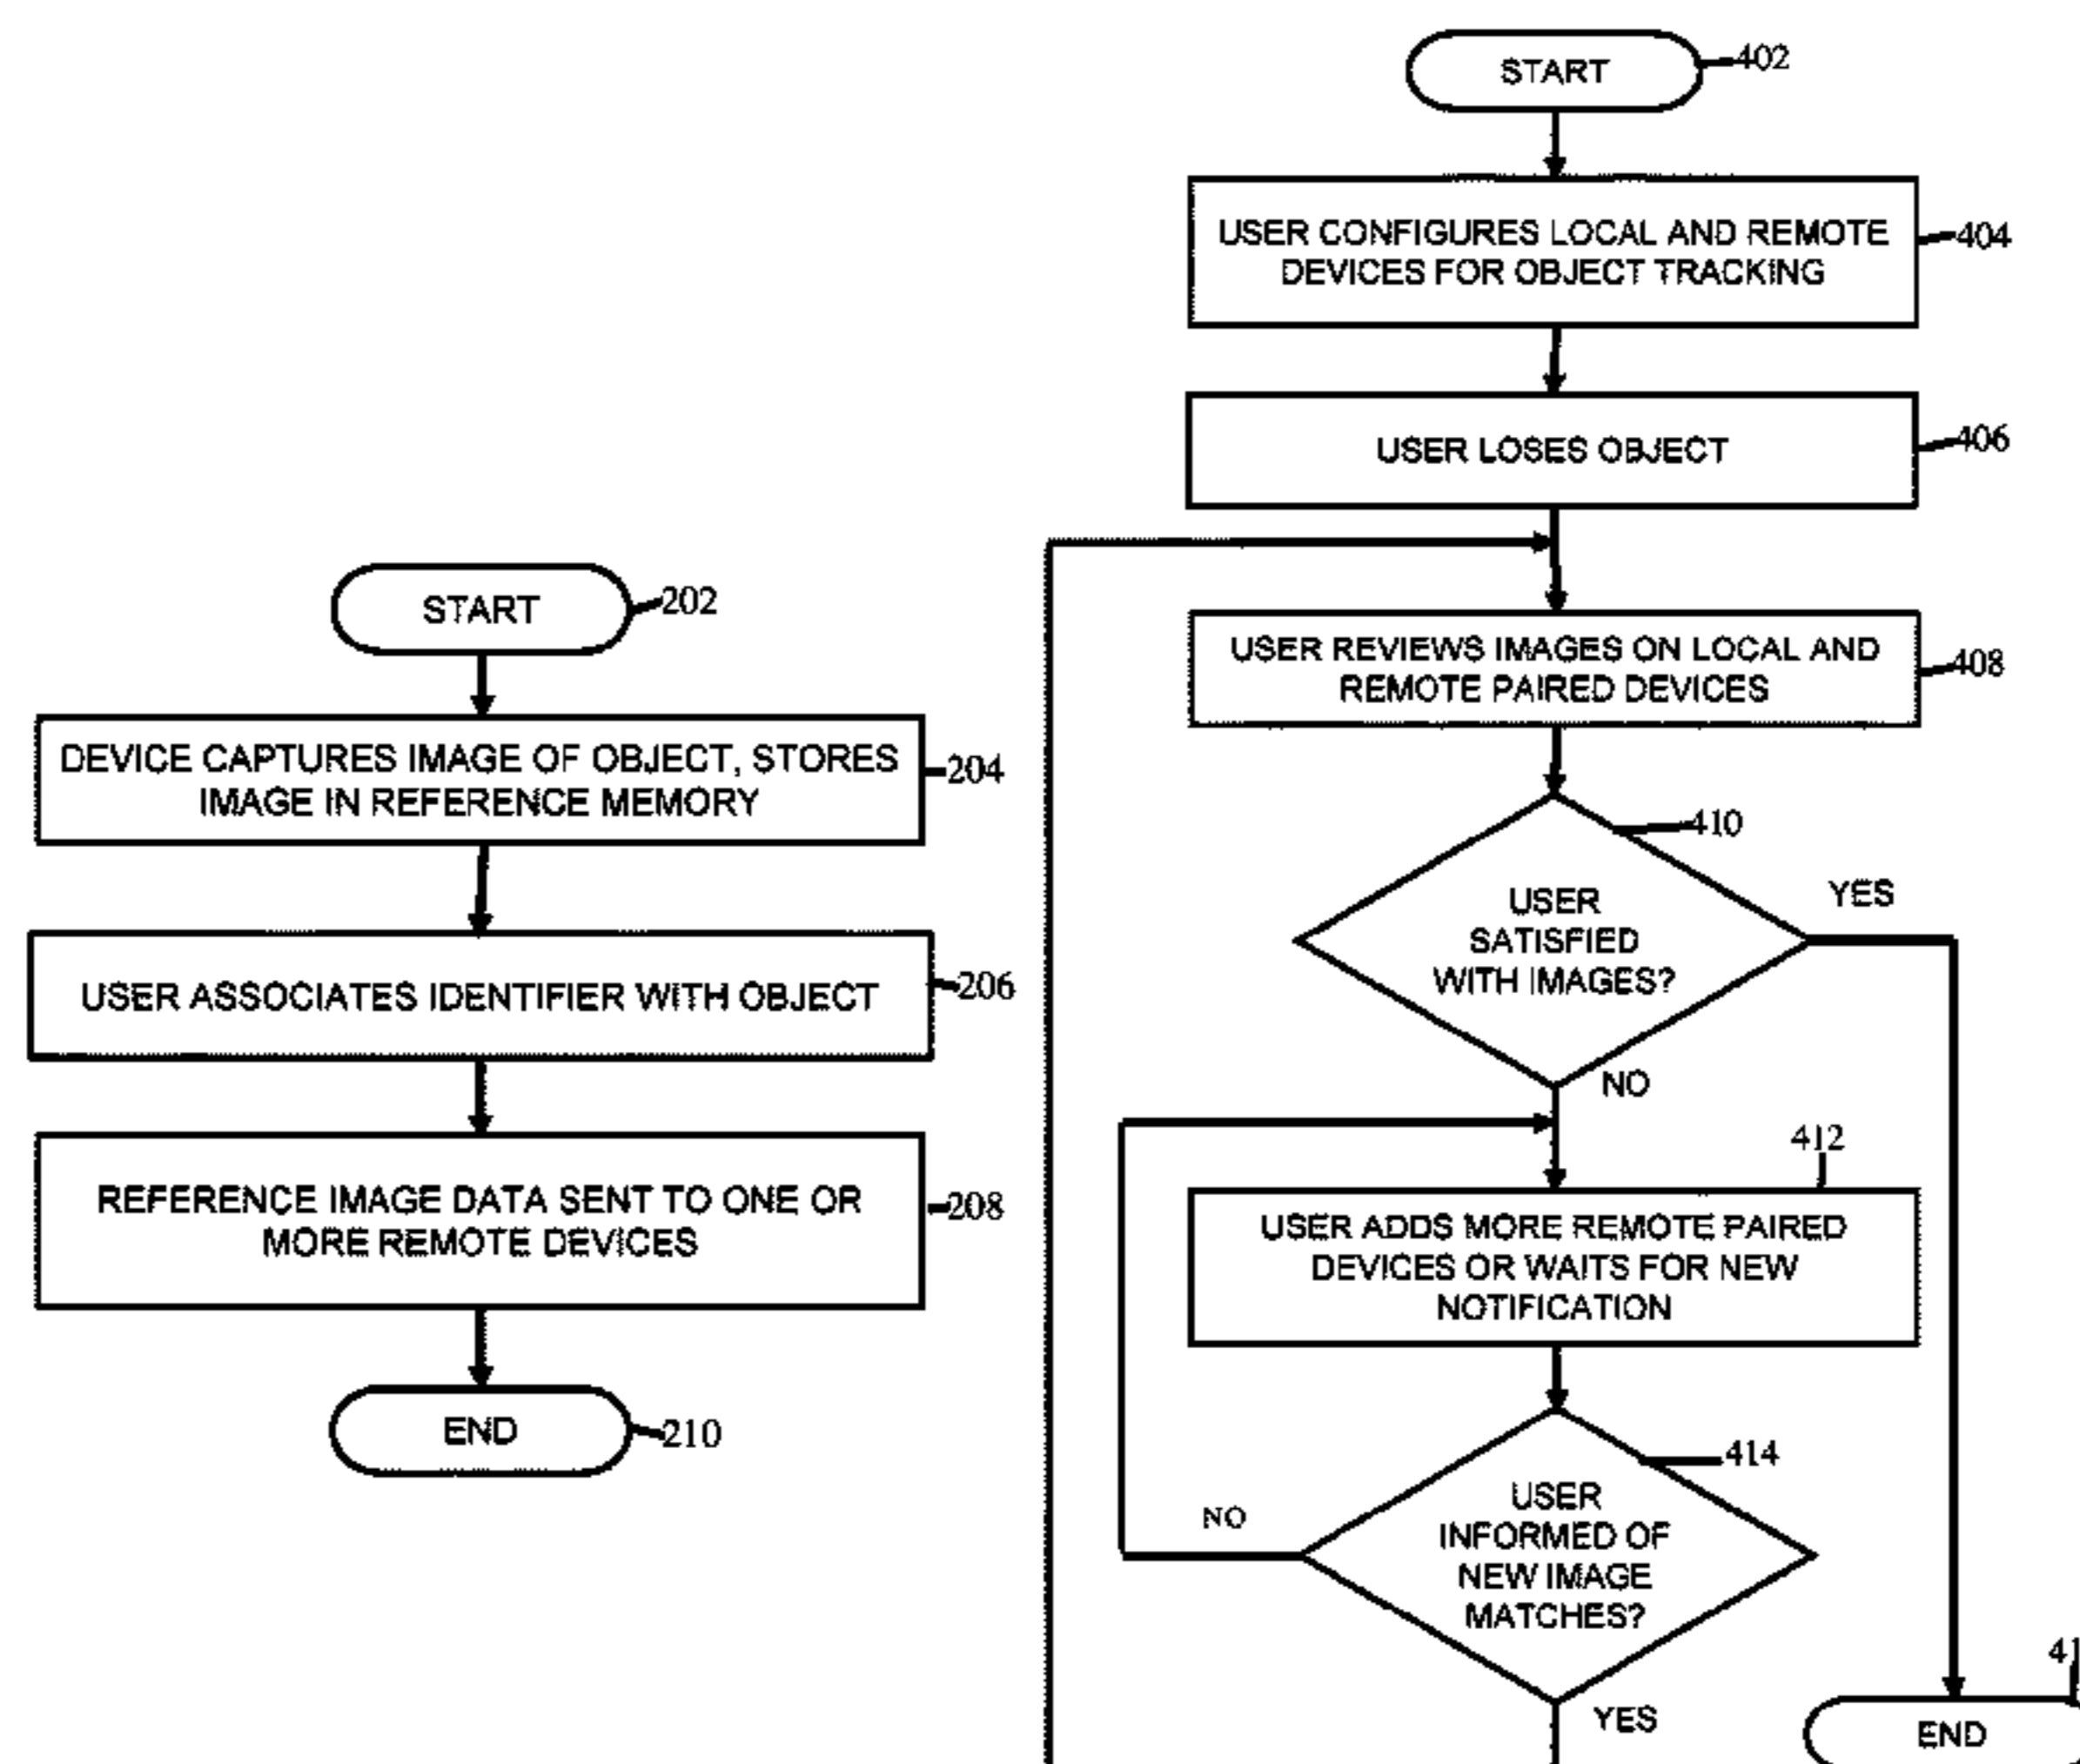 START
202
DEVICE CAPTURES IMAGE OF OBJECT, STORES
IMAGE IN REFERENCE MEMORY
204
USER ASSOCIATES IDENTIFIER WITH OBJECT
206
REFERENCE IMAGE DATA SENT TO ONE OR
MORE REMOTE DEVICES
208
END
210
START
402
USER CONFIGURES LOCAL AND REMOTE
DEVICES FOR OBJECT TRACKING
404
USER LOSES OBJECT
406
USER REVIEWS IMAGES ON LOCAL AND
REMOTE PAIRED DEVICES
408
410
USER
SATISFIED
WITH IMAGES?
YES
NO
412
USER ADDS MORE REMOTE PAIRED
DEVICES OR WAITS FOR NEW
NOTIFICATION
414
USER
INFORMED OF
NEW IMAGE
MATCHES?
NO
YES
END